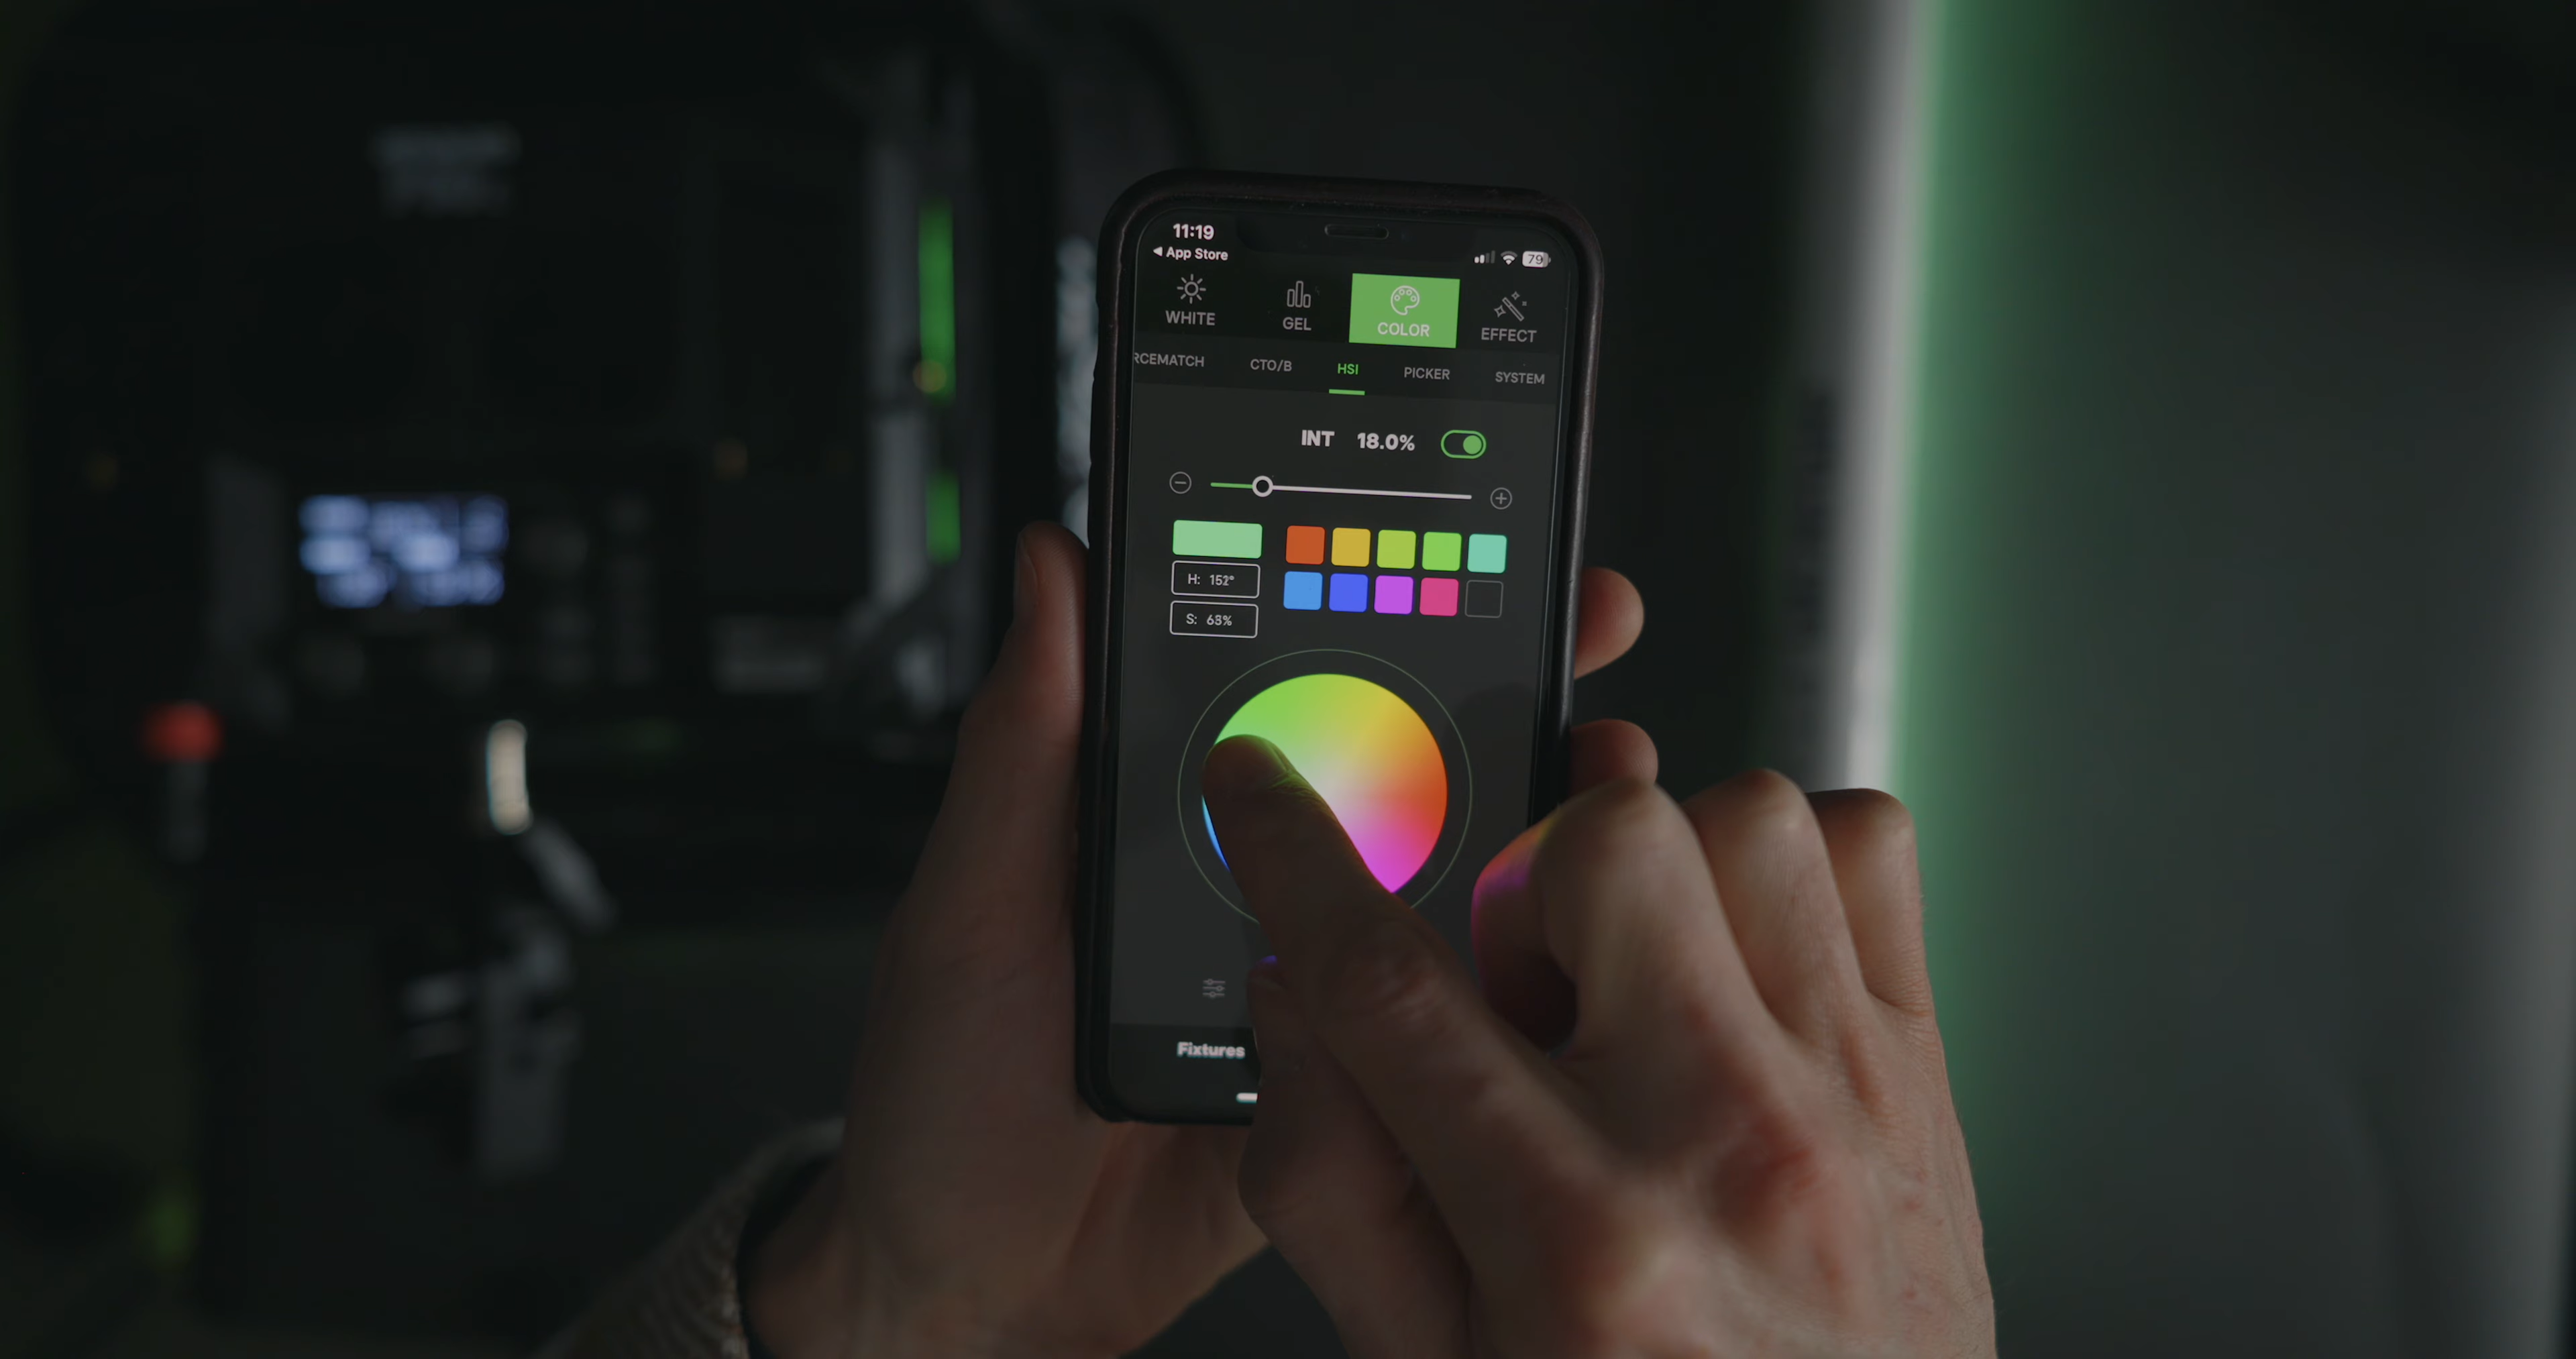 11:19
◀ App Store
79
WHITE GEL COLOR EFFECT
RCEMATCH CTO/B HSI PICKER SYSTEM
INT 18.0%
H: 152°
S: 63%
Fixtures